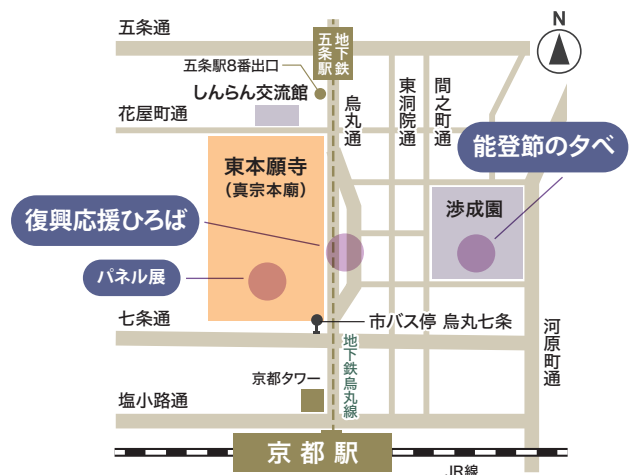 五条通
地下鉄
五条駅
N
五条駅8番出口
しんらん交流館
花屋町通
烏丸通
東洞院通
間之町通
能登節の夕べ
東本願寺
（真宗本廟）
渉成園
復興応援ひろば
パネル展
七条通
市バス停 烏丸七条
河原町通
地下鉄烏丸線
京都タワー
塩小路通
京都駅
JR線